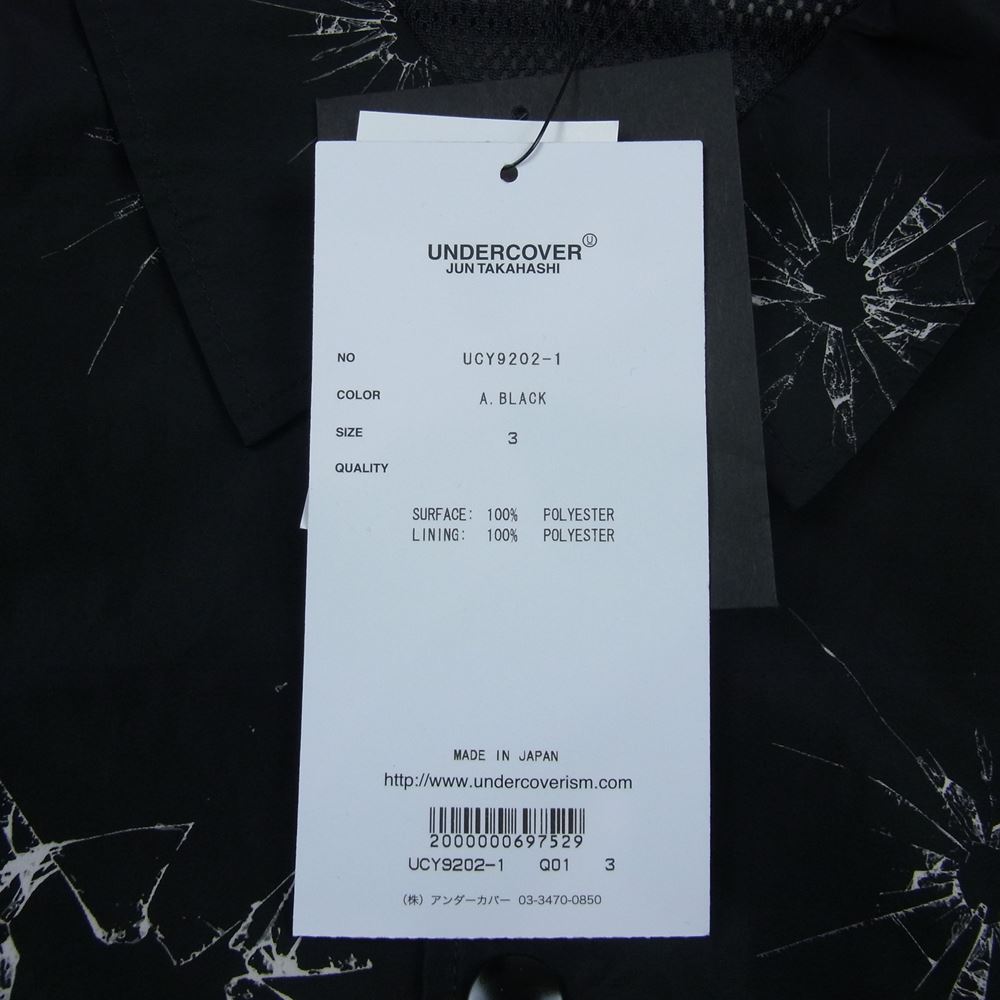 UNDERCOVER Ⓤ
JUN TAKAHASHI
NO UCY9202-1
COLOR A.BLACK
SIZE 3
QUALITY
SURFACE: 100% POLYESTER
LINING: 100% POLYESTER
MADE IN JAPAN
http://www.undercoverism.com
2000000697529
UCY9202-1 Q01 3
(株) アンダーカバー 03-3470-0850